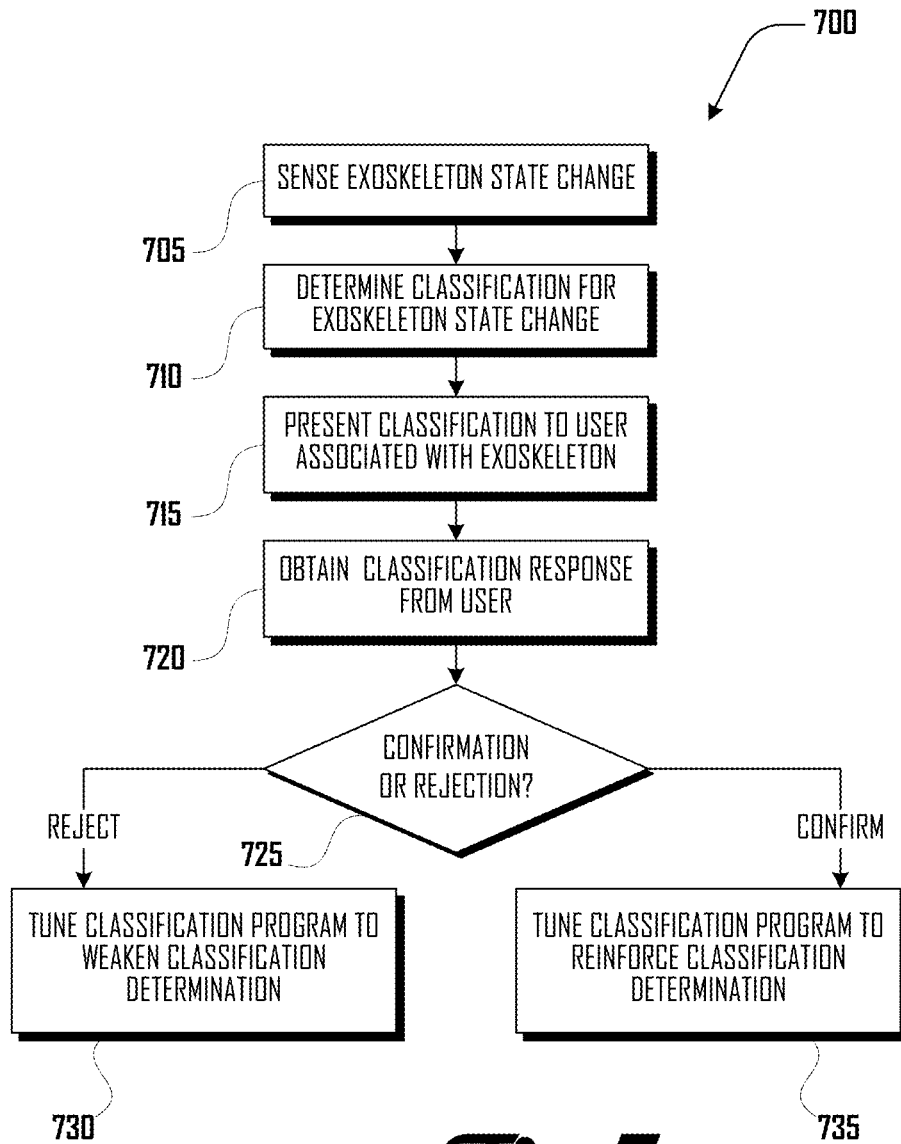 700
SENSE EXOSKELETON STATE CHANGE
705
DETERMINE CLASSIFICATION FOR
EXOSKELETON STATE CHANGE
710
PRESENT CLASSIFICATION TO USER
ASSOCIATED WITH EXOSKELETON
715
OBTAIN CLASSIFICATION RESPONSE
FROM USER
720
CONFIRMATION
OR REJECTION?
725
REJECT
CONFIRM
TUNE CLASSIFICATION PROGRAM TO
WEAKEN CLASSIFICATION
DETERMINATION
730
TUNE CLASSIFICATION PROGRAM TO
REINFORCE CLASSIFICATION
DETERMINATION
735